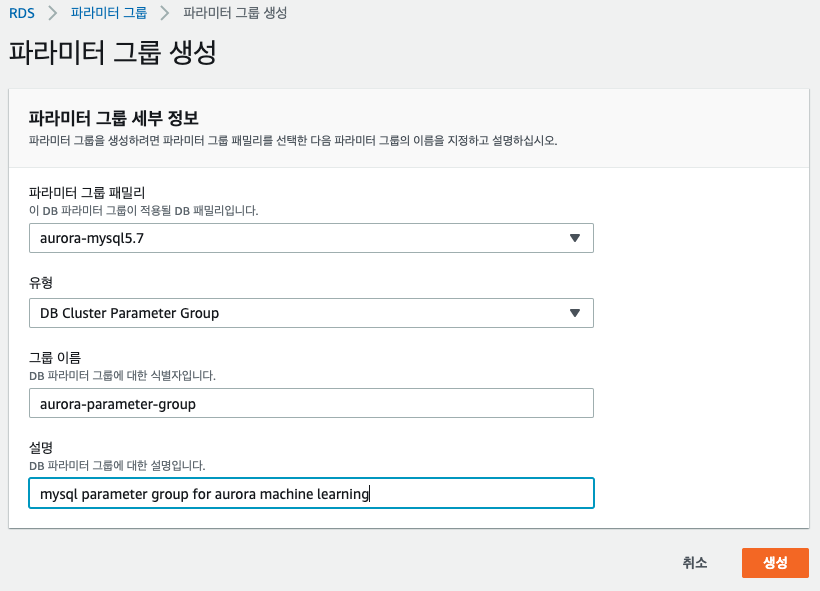 RDS > 파라미터 그룹 > 파라미터 그룹 생성
파라미터 그룹 생성
파라미터 그룹 세부 정보
파라미터 그룹을 생성하려면 파라미터 그룹 패밀리를 선택한 다음 파라미터 그룹의 이름을 지정하고 설명하십시오.
파라미터 그룹 패밀리
이 DB 파라미터 그룹이 적용될 DB 패밀리입니다.
aurora-mysql5.7
유형
DB Cluster Parameter Group
그룹 이름
DB 파라미터 그룹에 대한 식별자입니다.
aurora-parameter-group
설명
DB 파라미터 그룹에 대한 설명입니다.
mysql parameter group for aurora machine learning
취소 생성